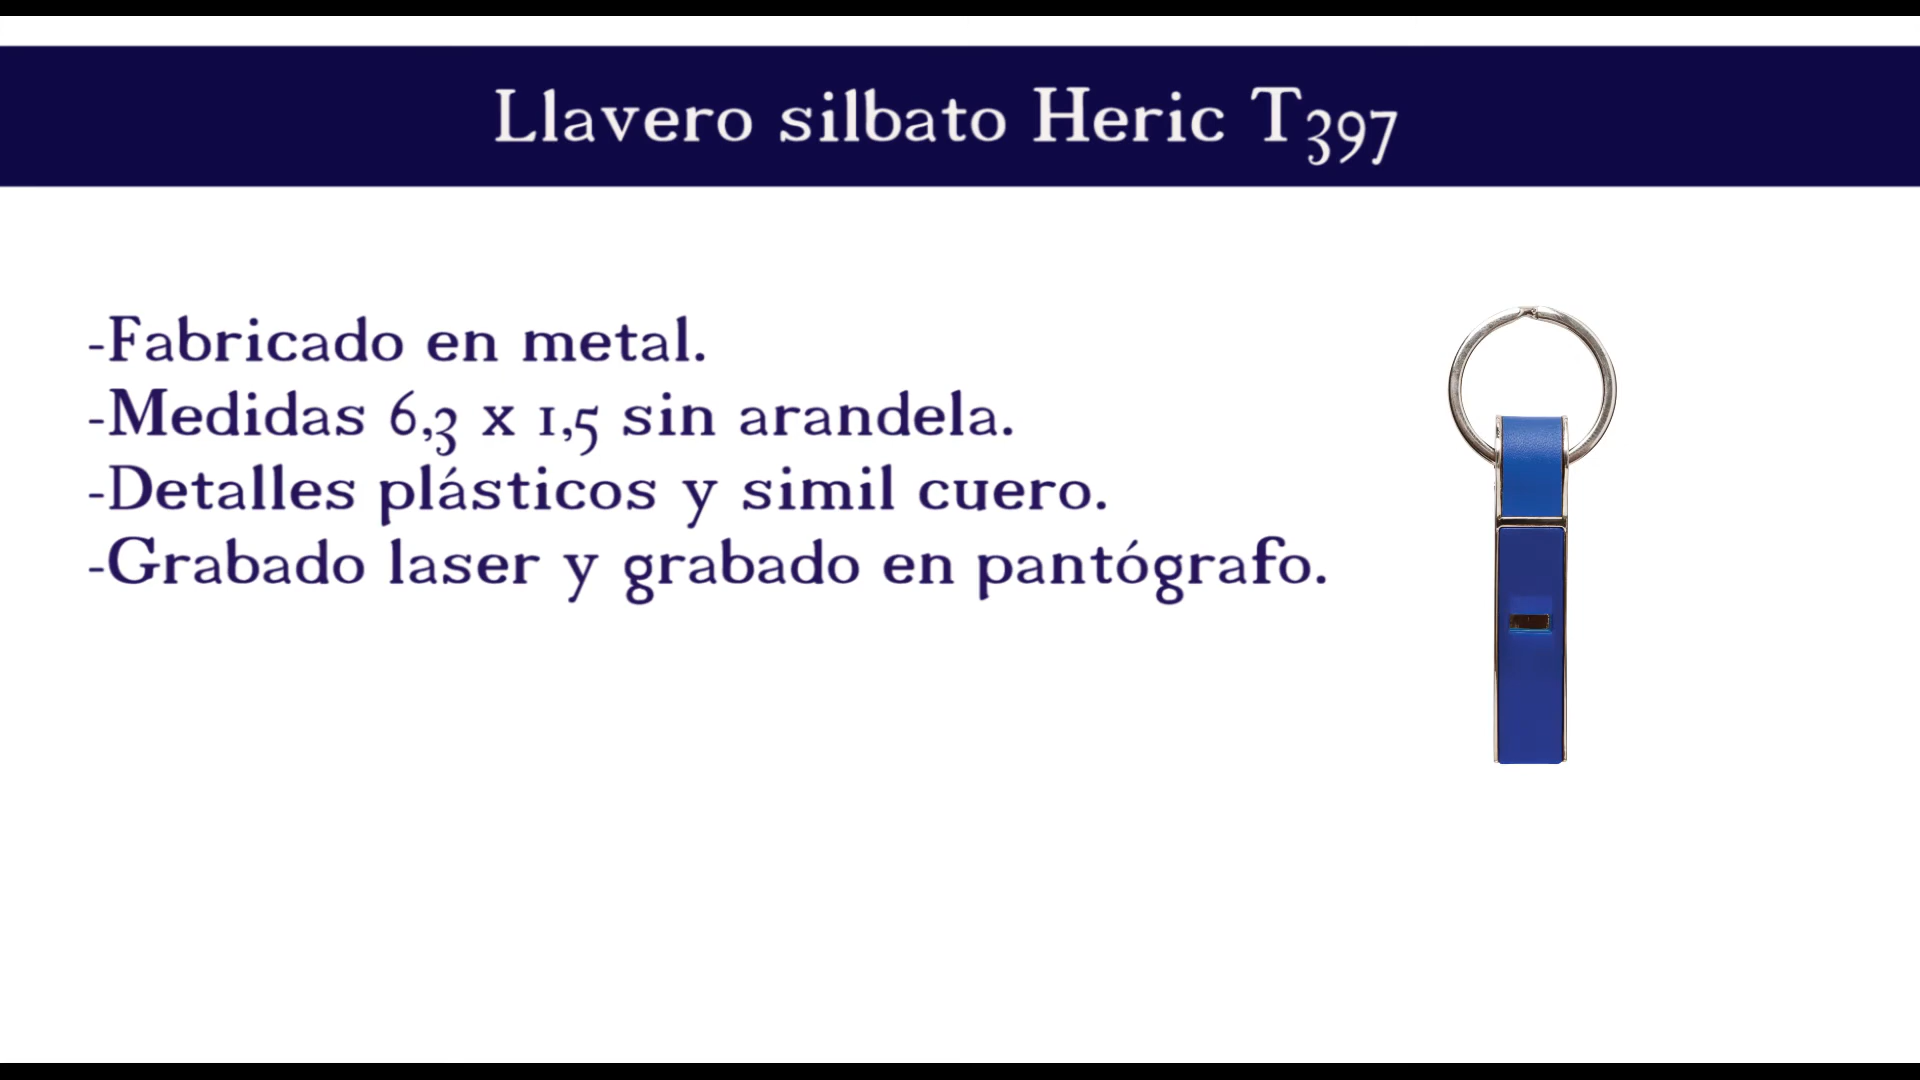 Llavero silbato Heric T397
-Fabricado en metal.
-Medidas 6,3 x 1,5 sin arandela.
-Detalles plásticos y simil cuero.
-Grabado laser y grabado en pantógrafo.